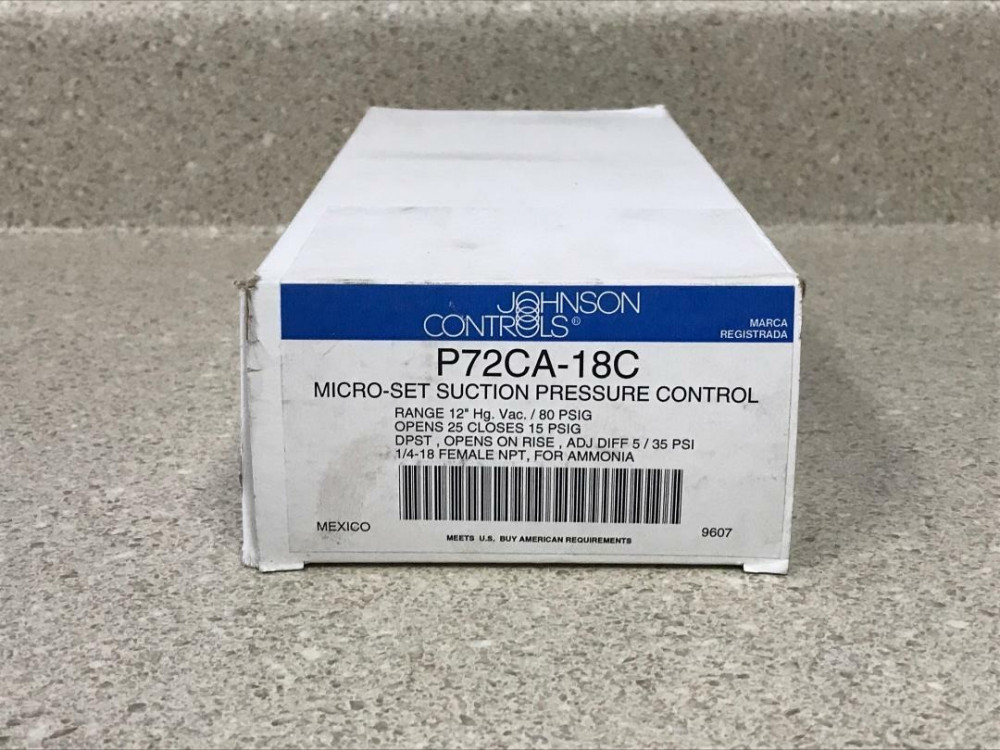 JOHNSON
CONTROLS®
MARCA
REGISTRADA
P72CA-18C
MICRO-SET SUCTION PRESSURE CONTROL
RANGE 12" Hg. Vac. / 80 PSIG
OPENS 25 CLOSES 15 PSIG
DPST , OPENS ON RISE , ADJ DIFF 5 / 35 PSI
1/4-18 FEMALE NPT, FOR AMMONIA
MEXICO
9607
MEETS U.S. BUY AMERICAN REQUIREMENTS